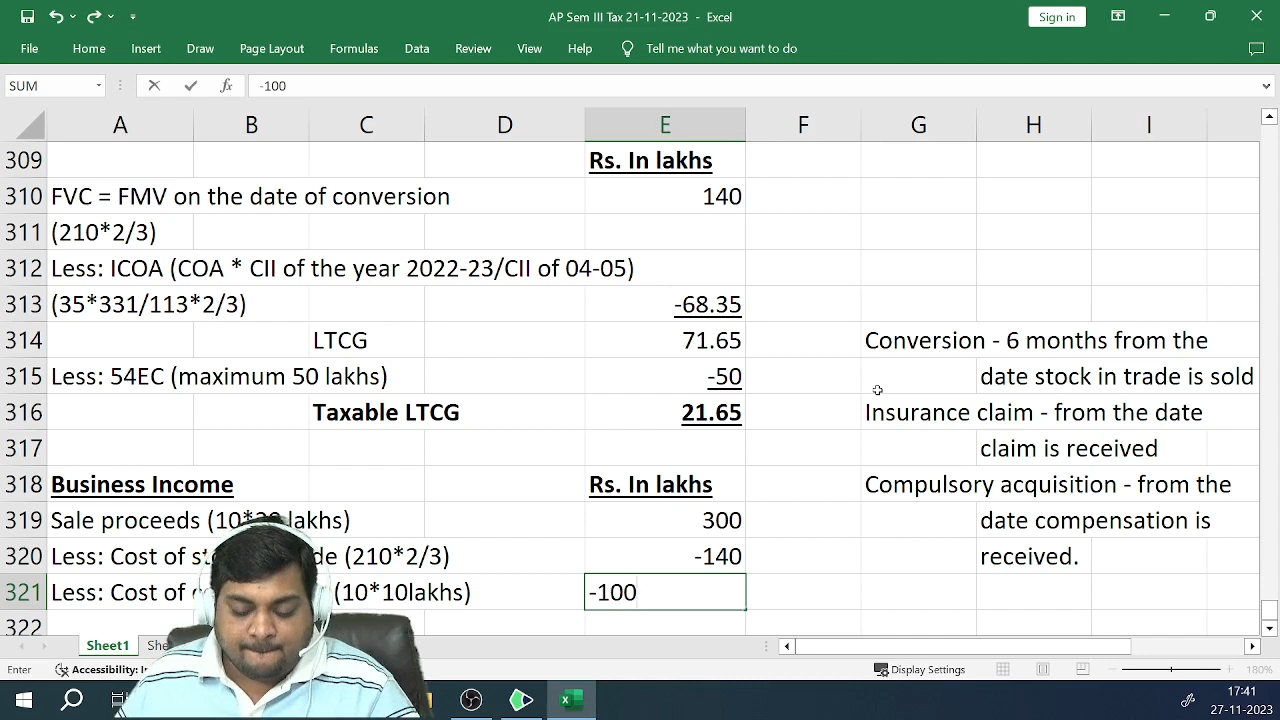 AP Sem III Tax 21-11-2023 - Excel
Sign in
File Home Insert Draw Page Layout Formulas Data Review View Help Tell me what you want to do
SUM fx -100
A B C D E F G H I
309 Rs. In lakhs
310 FVC = FMV on the date of conversion 140
311 (210*2/3)
312 Less: ICOA (COA * CII of the year 2022-23/CII of 04-05)
313 (35*331/113*2/3) -68.35
314 LTCG 71.65 Conversion - 6 months from the
315 Less: 54EC (maximum 50 lakhs) -50 date stock in trade is sold
316 Taxable LTCG 21.65 Insurance claim - from the date
317 claim is received
318 Business Income Rs. In lakhs Compulsory acquisition - from the
319 Sale proceeds lakhs) 300 date compensation is
320 Less: Cost of (210*2/3) -140 received.
321 Less: Cost of (10*10lakhs) -100
322
Sheet1
Enter Accessibility: Display Settings 180%
17:41
27-11-2023